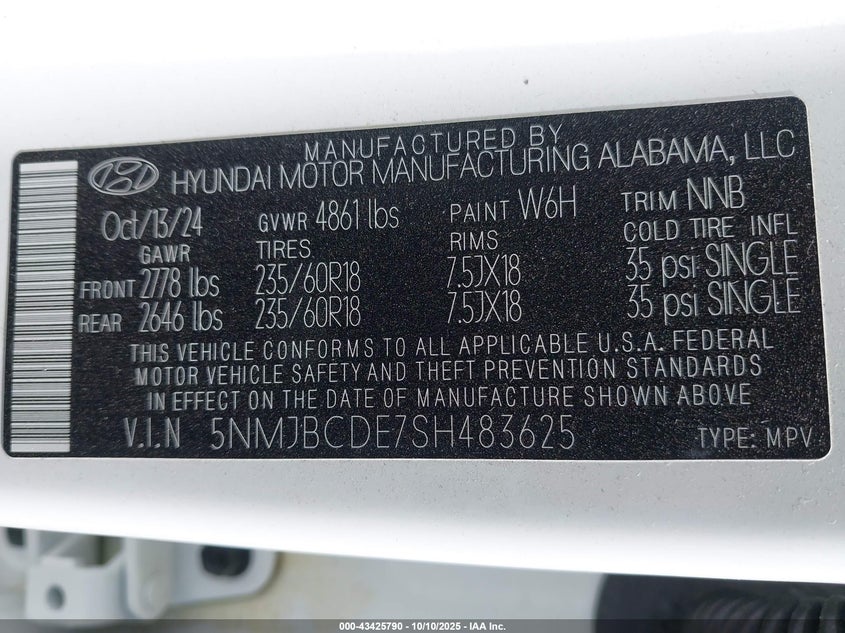 MANUFACTURED BY
HYUNDAI MOTOR MANUFACTURING ALABAMA, LLC
Oct/13/24 GVWR 4861 lbs PAINT W6H TRIM NNB
GAWR TIRES RIMS COLD TIRE INFL
FRONT 2778 lbs 235/60R18 7.5JX18 35 psi SINGLE
REAR 2646 lbs 235/60R18 7.5JX18 35 psi SINGLE
THIS VEHICLE CONFORMS TO ALL APPLICABLE U.S.A. FEDERAL
MOTOR VEHICLE SAFETY AND THEFT PREVENTION STANDARDS
IN EFFECT ON THE DATE OF MANUFACTURE SHOWN ABOVE
V.I.N 5NMJBCDE7SH483625 TYPE: MPV
000-43425790 - 10/10/2025 - IAA Inc.